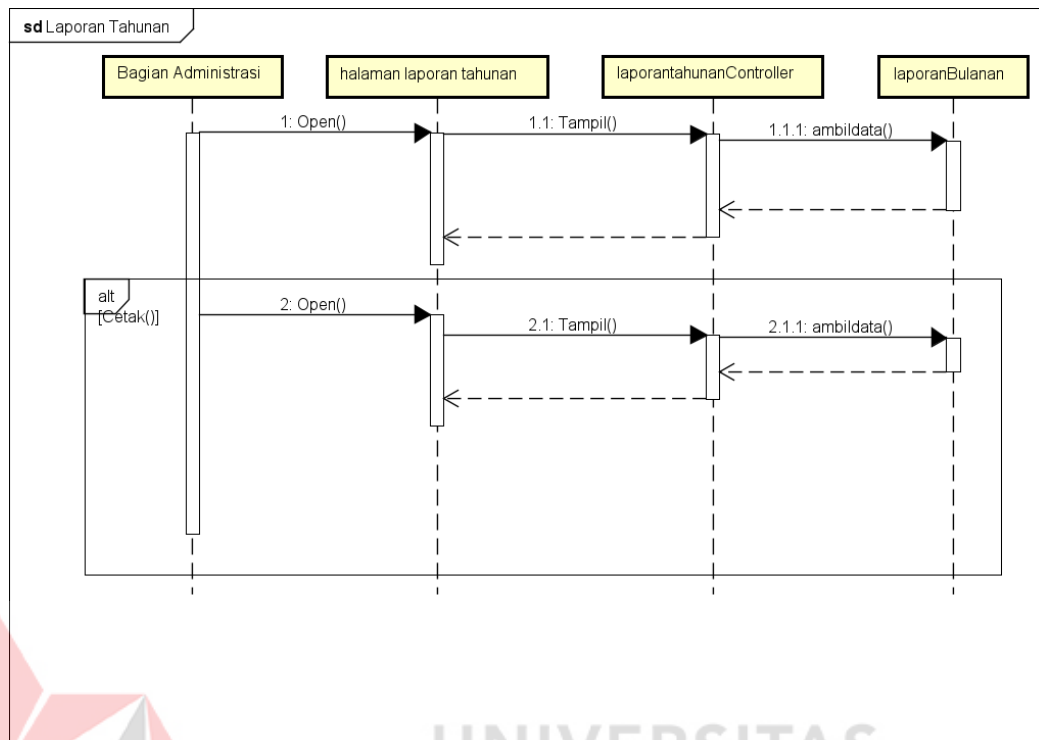 sd Laporan Tahunan
Bagian Administrasi
halaman laporan tahunan
laporantahunanController
laporanBulanan
1: Open()
1.1: Tampil()
1.1.1: ambildata()
alt
[Cetak()]
2: Open()
2.1: Tampil()
2.1.1: ambildata()
UNIVERSITAS